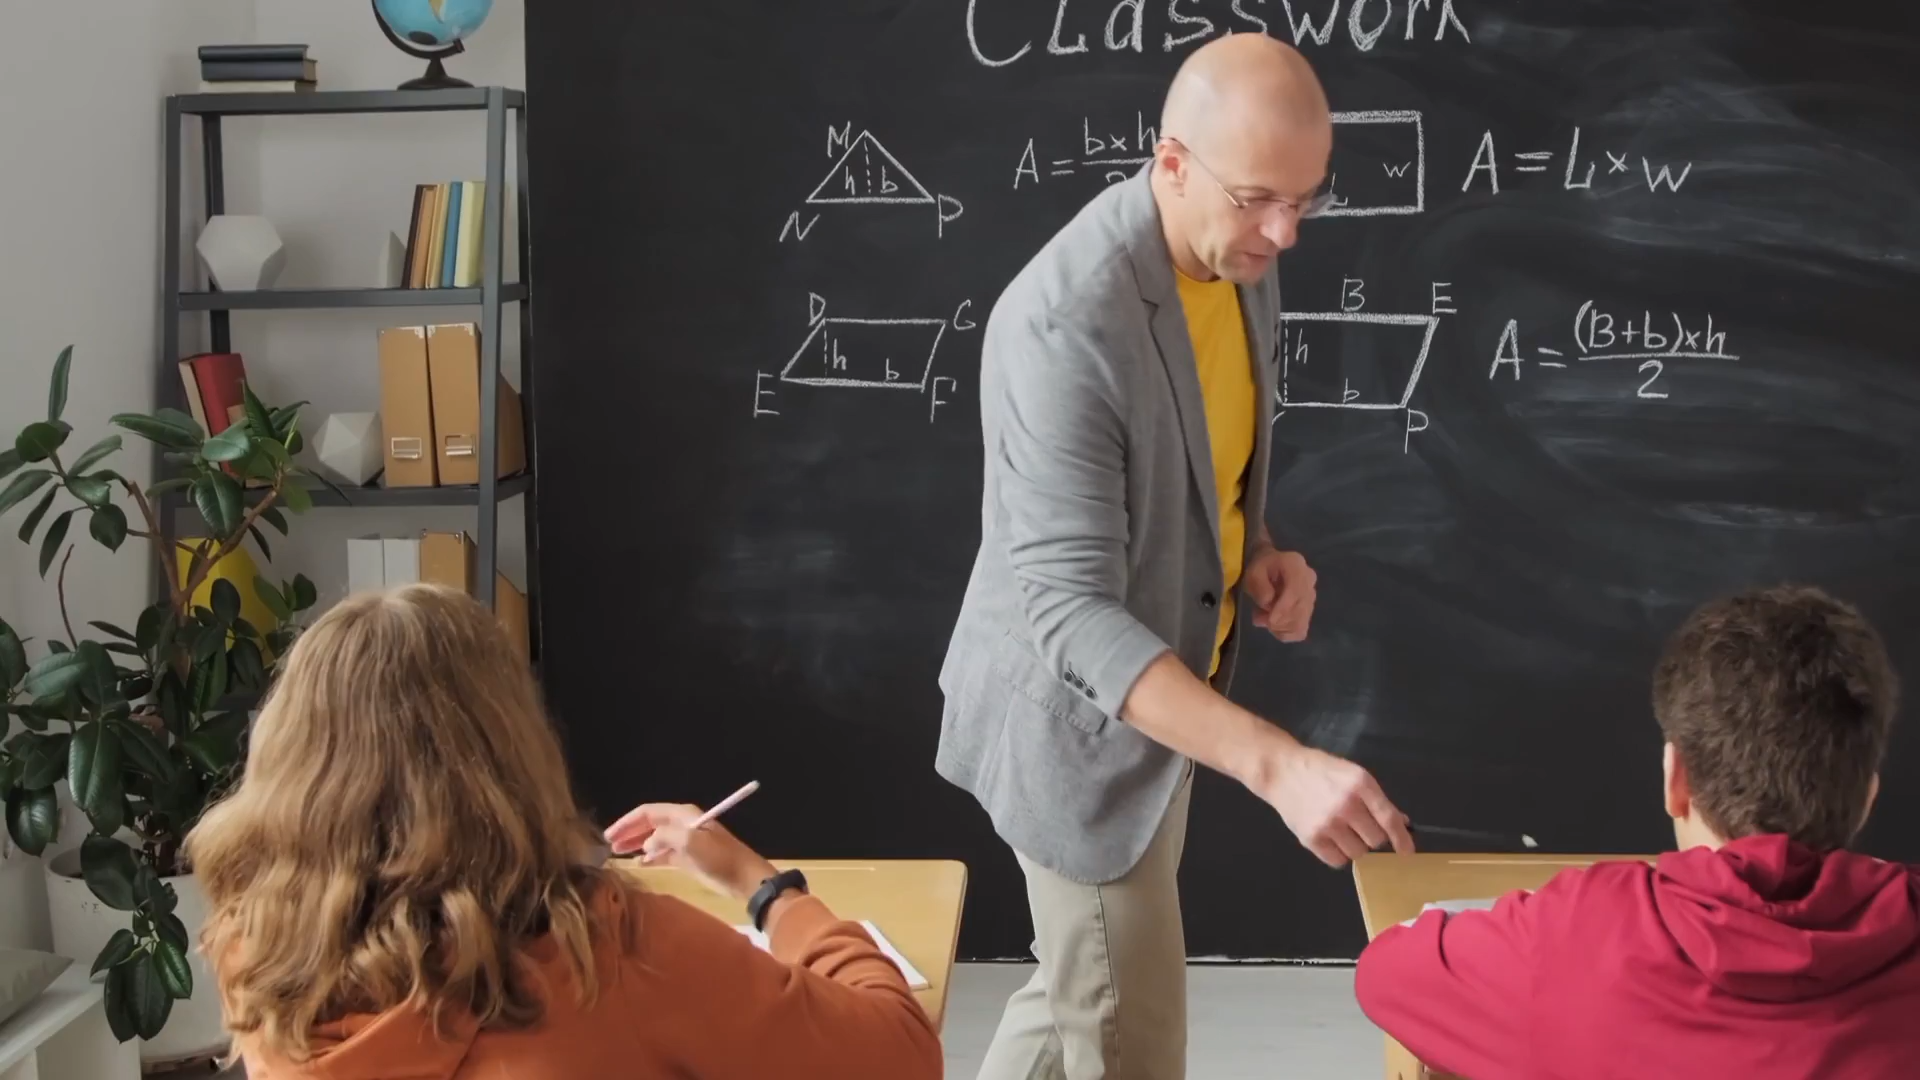 Classwork
M
h b
N P
A = b x h
w
L
A = L x w
D G
h
b
E F
B E
h
b
P
A = (B+b) x h
2